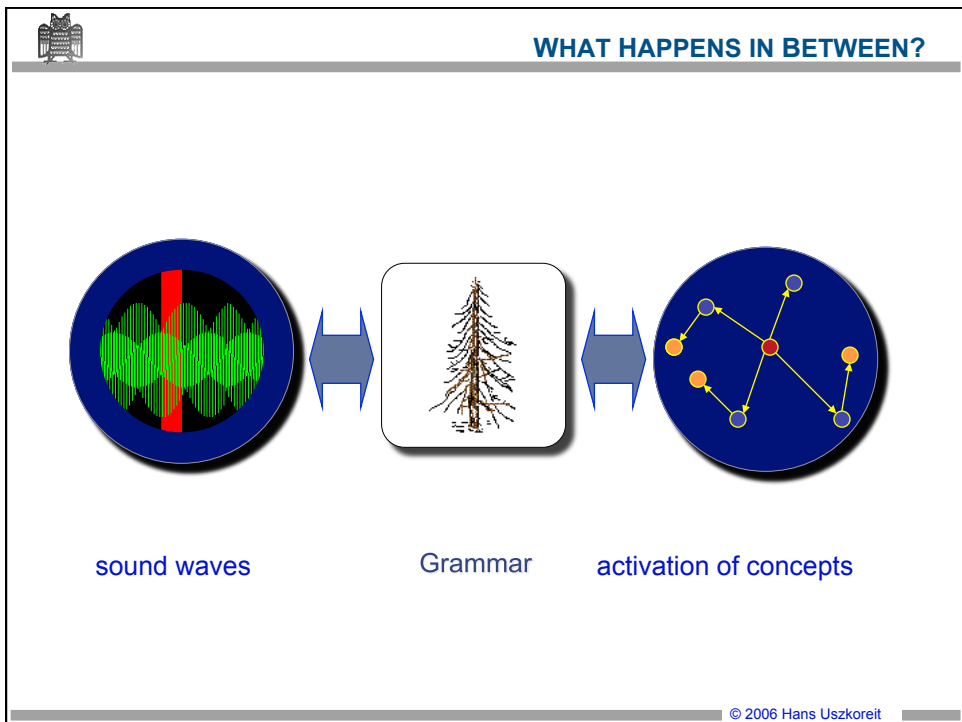 WHAT HAPPENS IN BETWEEN?
sound waves
Grammar
activation of concepts
© 2006 Hans Uszkoreit